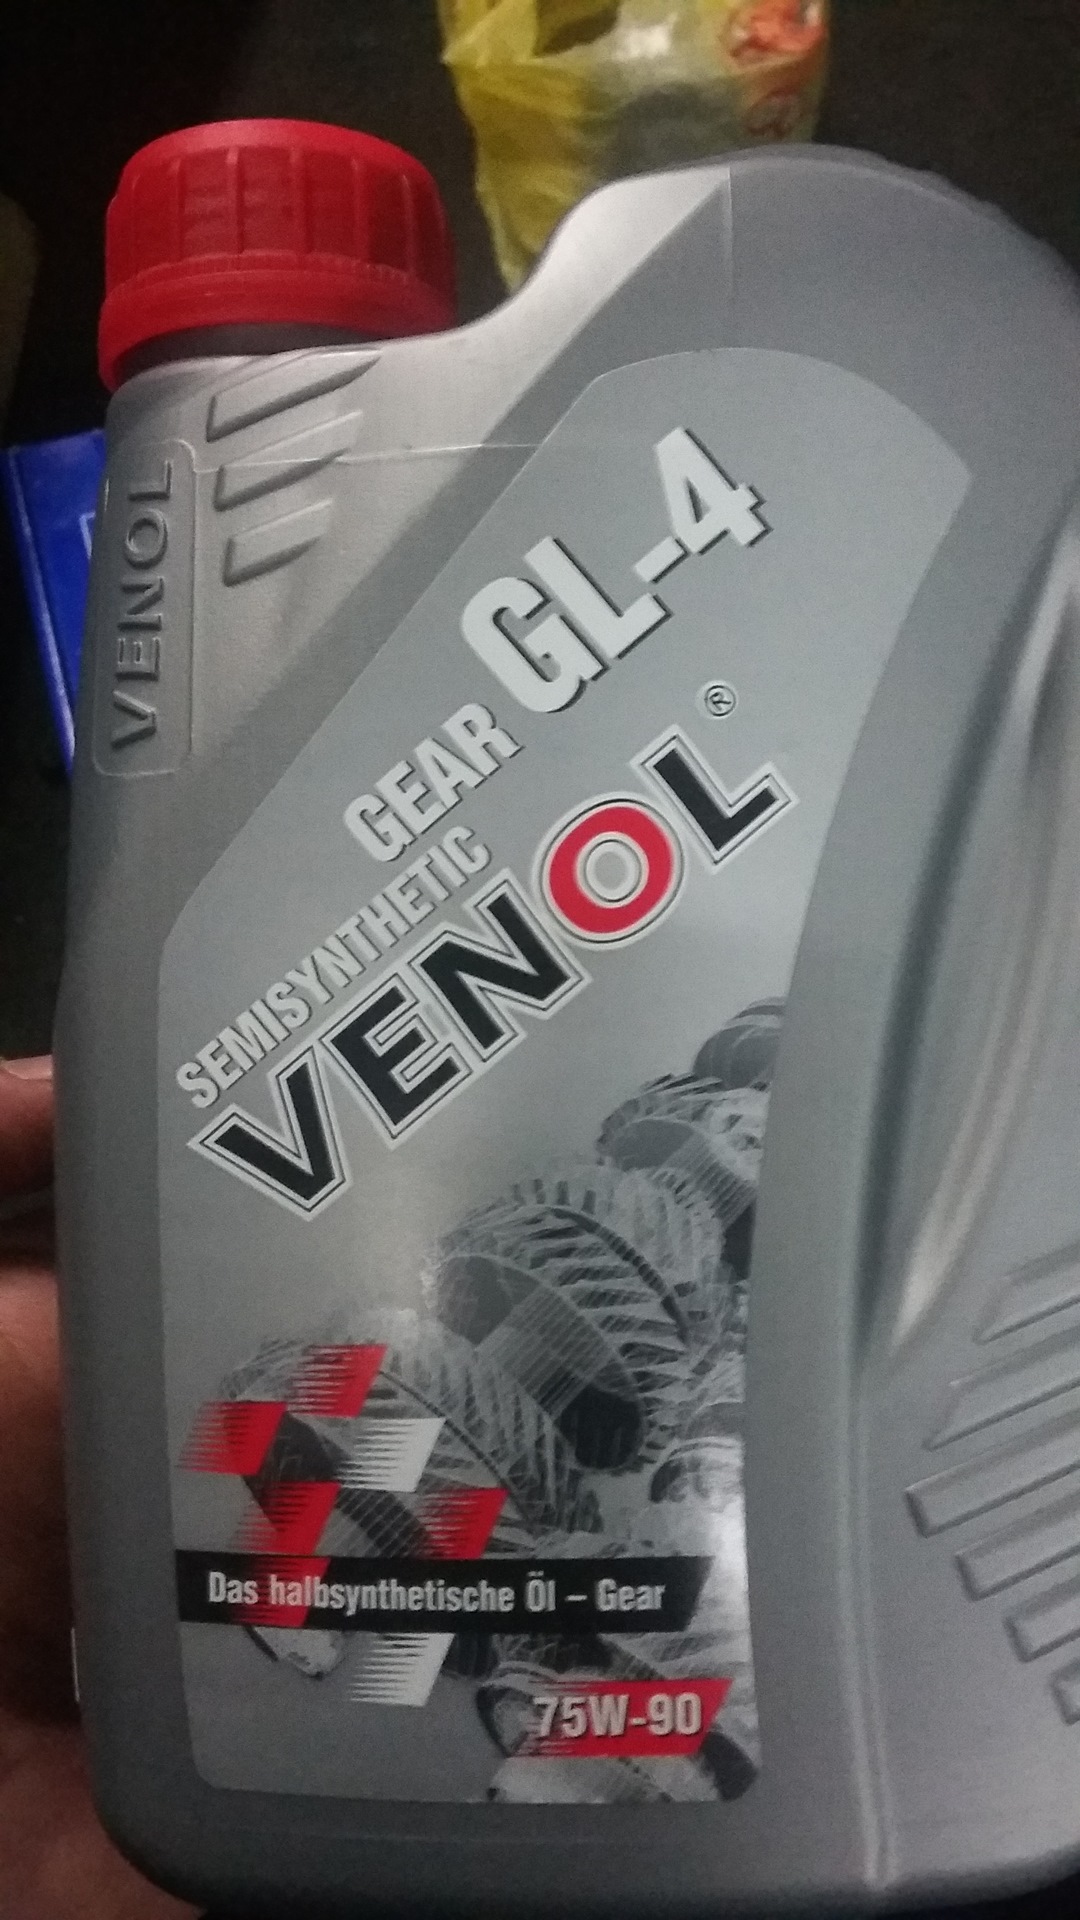 VENOL
GEAR GL-4
SEMISYNTHETIC
VENOL®
Das halbsynthetische Öl – Gear
75W-90